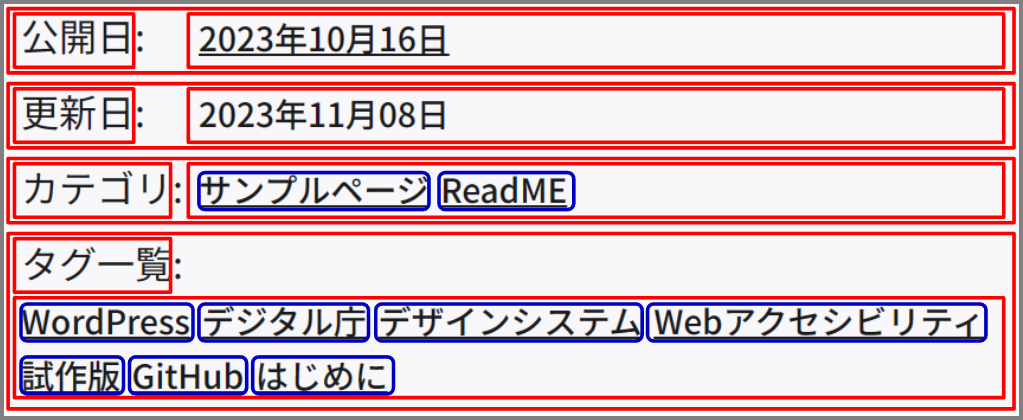 公開日: 2023年10月16日
更新日: 2023年11月08日
カテゴリ: サンプルページ ReadME
タグ一覧:
WordPress デジタル庁 デザインシステム Webアクセシビリティ
試作版 GitHub はじめに